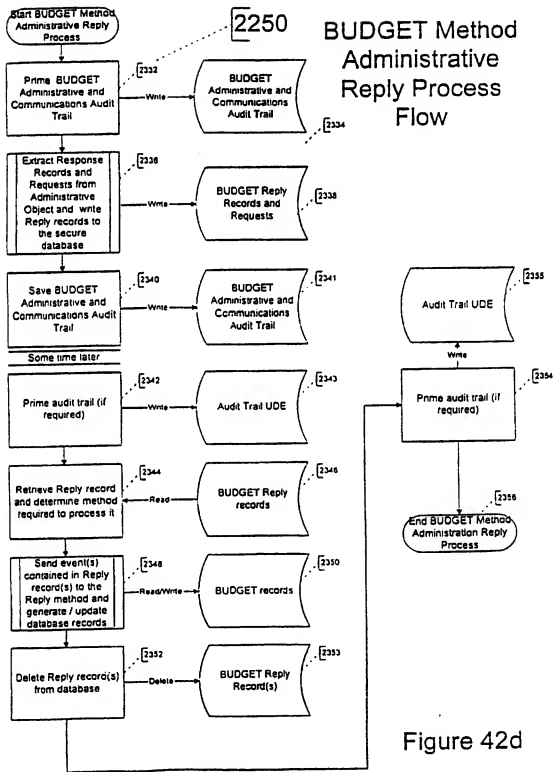 Start BUDGET Method
Administrative Reply
Process
2250
BUDGET Method
Administrative
Reply Process
Flow
2332
Prime BUDGET
Administrative and
Communications Audit
Trail
Write
BUDGET
Administrative and
Communications Audit
Trail
2334
2336
Extract Response
Records and
Requests from
Administrative
Object and write
Reply records to
the secure
database
Write
BUDGET Reply
Records and
Requests
2338
2340
Save BUDGET
Administrative and
Communications Audit
Trail
Write
BUDGET
Administrative and
Communications Audit
Trail
2341
Some time later
2342
Prime audit trail (if
required)
Write
Audit Trail UDE
2343
2344
Retrieve Reply record
and determine method
required to process it
Read
BUDGET Reply
records
2346
2348
Send event(s)
contained in Reply
record(s) to the
Reply method and
generate / update
database records
Read/Write
BUDGET records
2350
2352
Delete Reply record(s)
from database
Delete
BUDGET Reply
Record(s)
2353
2355
Audit Trail UDE
Write
2354
Prime audit trail (if
required)
2356
End BUDGET Method
Administration Reply
Process
Figure 42d